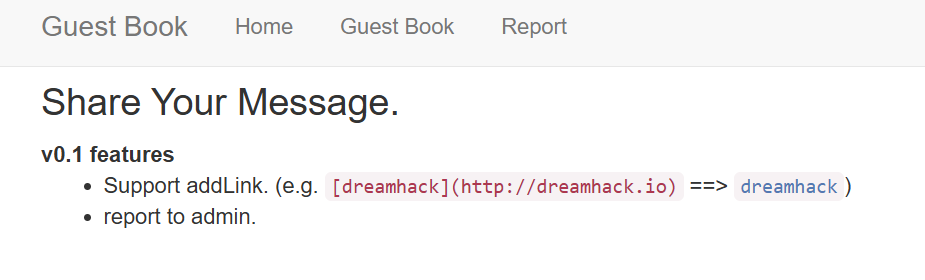 Guest Book Home Guest Book Report
Share Your Message.
v0.1 features
• Support addLink. (e.g. [dreamhack](http://dreamhack.io) ==> dreamhack)
• report to admin.